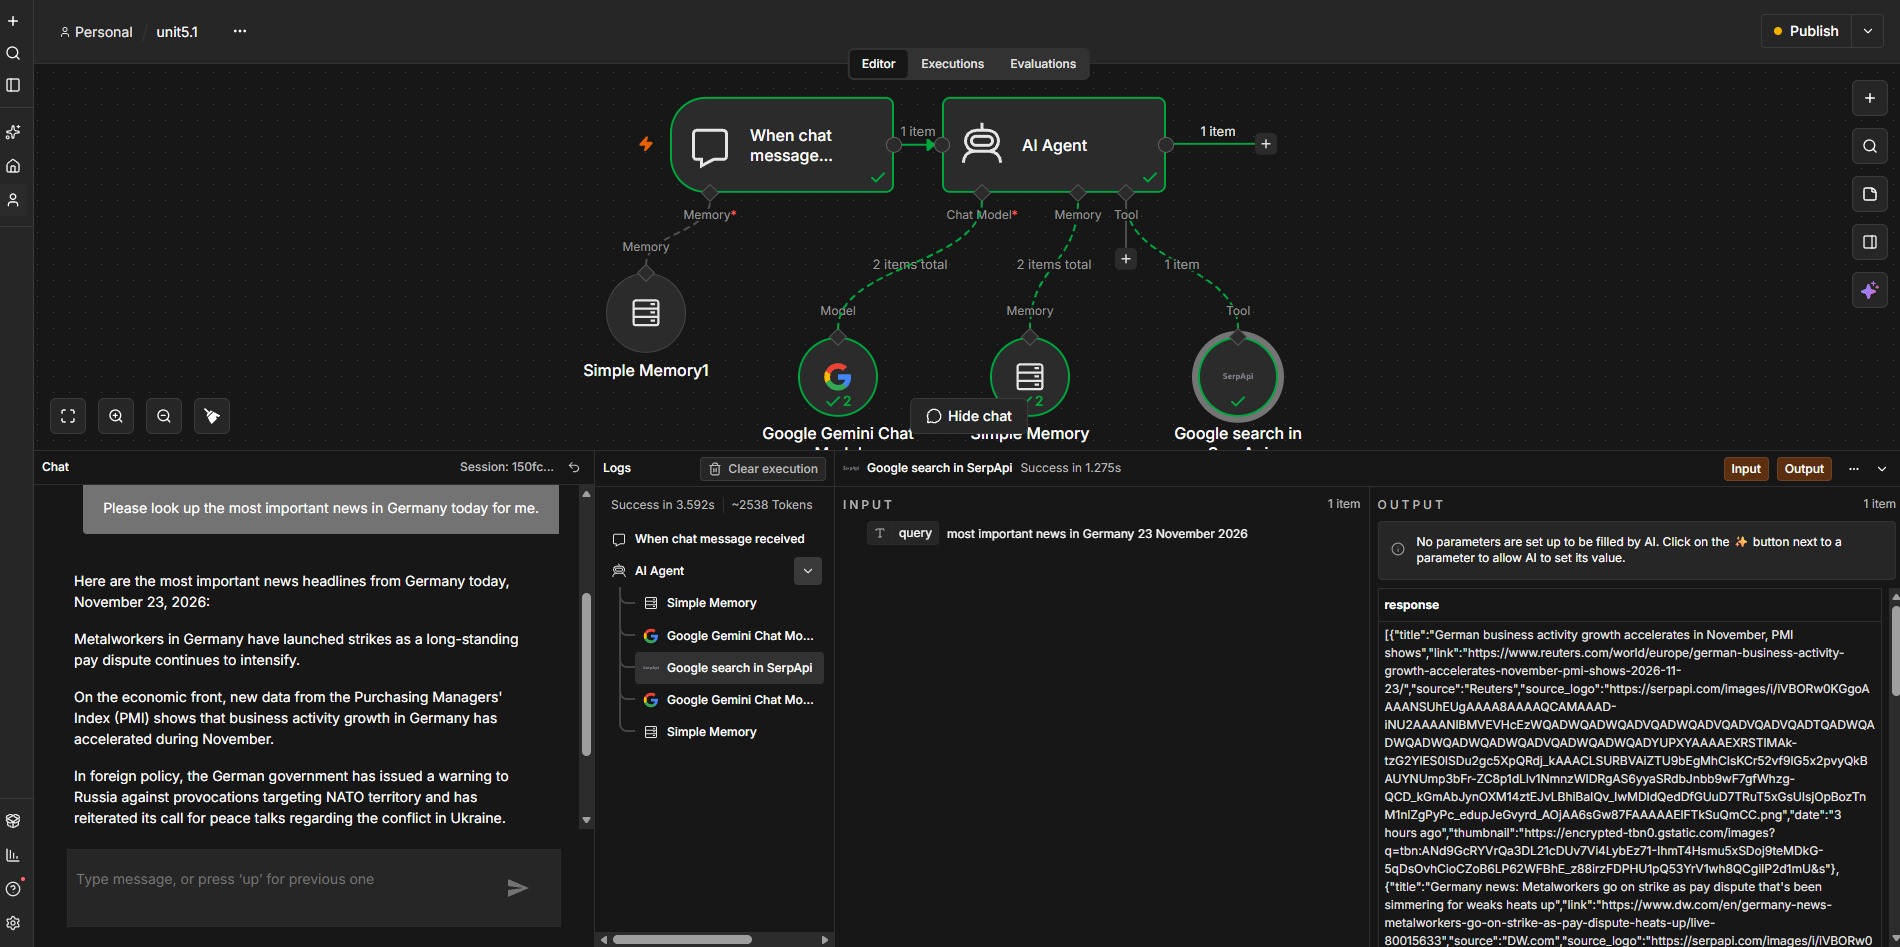 Personal / unit5.1 ...
Publish
Editor Executions Evaluations
When chat
message...
1 item
AI Agent
1 item
Memory*
Chat Model*
Memory
Tool
Memory
2 items total
2 items total
1 item
Model
Memory
Tool
SerpApi
2
2
Simple Memory1
Hide chat
Google Gemini Chat
Simple Memory
Google search in
Chat
Session: 150fc...
Please look up the most important news in Germany today for me.
Here are the most important news headlines from Germany today,
November 23, 2026:
Metalworkers in Germany have launched strikes as a long-standing
pay dispute continues to intensify.
On the economic front, new data from the Purchasing Managers'
Index (PMI) shows that business activity growth in Germany has
accelerated during November.
In foreign policy, the German government has issued a warning to
Russia against provocations targeting NATO territory and has
reiterated its call for peace talks regarding the conflict in Ukraine.
Type message, or press 'up' for previous one
Logs
Clear execution
Success in 3.592s ~2538 Tokens
When chat message received
AI Agent
Simple Memory
Google Gemini Chat Mo...
Google search in SerpApi
Google Gemini Chat Mo...
Simple Memory
Google search in SerpApi Success in 1.275s
Input Output ...
INPUT
1 item
T query most important news in Germany 23 November 2026
OUTPUT
1 item
No parameters are set up to be filled by AI. Click on the ✨ button next to a
parameter to allow AI to set its value.
response
[{"title":"German business activity growth accelerates in November, PMI
shows","link":"https://www.reuters.com/world/europe/german-business-activity-
growth-accelerates-november-pmi-shows-2026-11-
23/","source":"Reuters","source_logo":"https://serpapi.com/images/i/iVBORw0KGgoA
hours ago","thumbnail":"https://encrypted-tbn0.gstatic.com/images?
{"title":"Germany news: Metalworkers go on strike as pay dispute that's been
simmering for weaks heats up","link":"https://www.dw.com/en/germany-news-
metalworkers-go-on-strike-as-pay-dispute-heats-up/live-
80015633","source":"DW.com","source_logo":"https://serpapi.com/images/i/iVBORw0